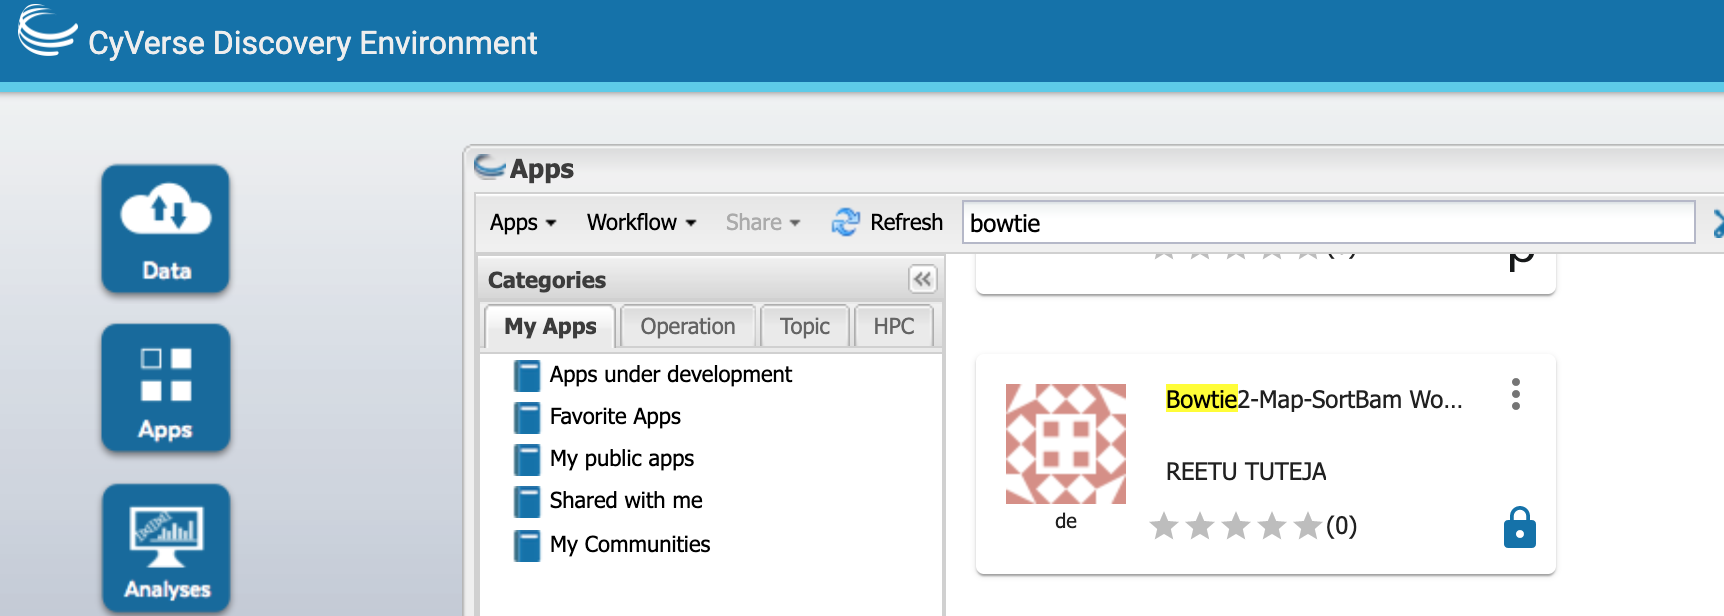 CyVerse Discovery Environment
Data
Apps
Analyses
Apps
Apps Workflow Share Refresh bowtie
Categories
My Apps Operation Topic HPC
Apps under development
Favorite Apps
My public apps
Shared with me
My Communities
Bowtie2-Map-SortBam Wo...
REETU TUTEJA
de
(0)